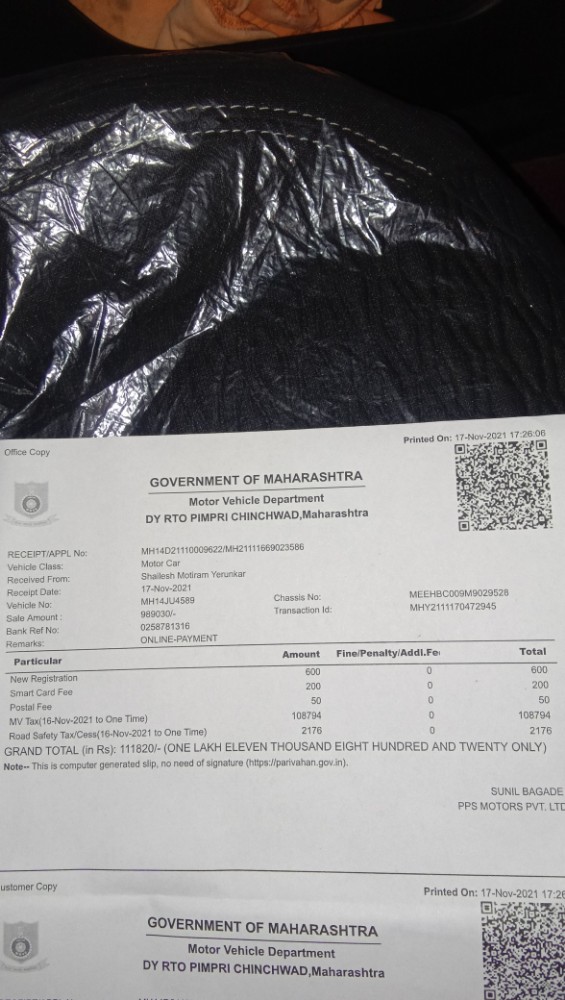 Printed On: 17-Nov-2021 17:26:06
Office Copy
GOVERNMENT OF MAHARASHTRA
Motor Vehicle Department
DY RTO PIMPRI CHINCHWAD,Maharashtra
RECEIPT/APPL No: MH14D21110009622/MH21111669023586
Vehicle Class: Motor Car
Received From: Shailesh Motiram Yerunkar
Receipt Date: 17-Nov-2021
Vehicle No: MH14JU4589 Chassis No: MEEHBC009M9029528
Sale Amount : 989030/- Transaction Id: MHY2111170472945
Bank Ref No: 0258781316
Remarks: ONLINE-PAYMENT
Particular Amount Fine/Penalty/Addl.Fe Total
New Registration 600 0 600
Smart Card Fee 200 0 200
Postal Fee 50 0 50
MV Tax(16-Nov-2021 to One Time) 108794 0 108794
Road Safety Tax/Cess(16-Nov-2021 to One Time) 2176 0 2176
GRAND TOTAL (in Rs): 111820/- (ONE LAKH ELEVEN THOUSAND EIGHT HUNDRED AND TWENTY ONLY)
Note-- This is computer generated slip, no need of signature (https://parivahan.gov.in).
SUNIL BAGADE
PPS MOTORS PVT. LTD
ustomer Copy
Printed On: 17-Nov-2021 17:26
GOVERNMENT OF MAHARASHTRA
Motor Vehicle Department
DY RTO PIMPRI CHINCHWAD,Maharashtra